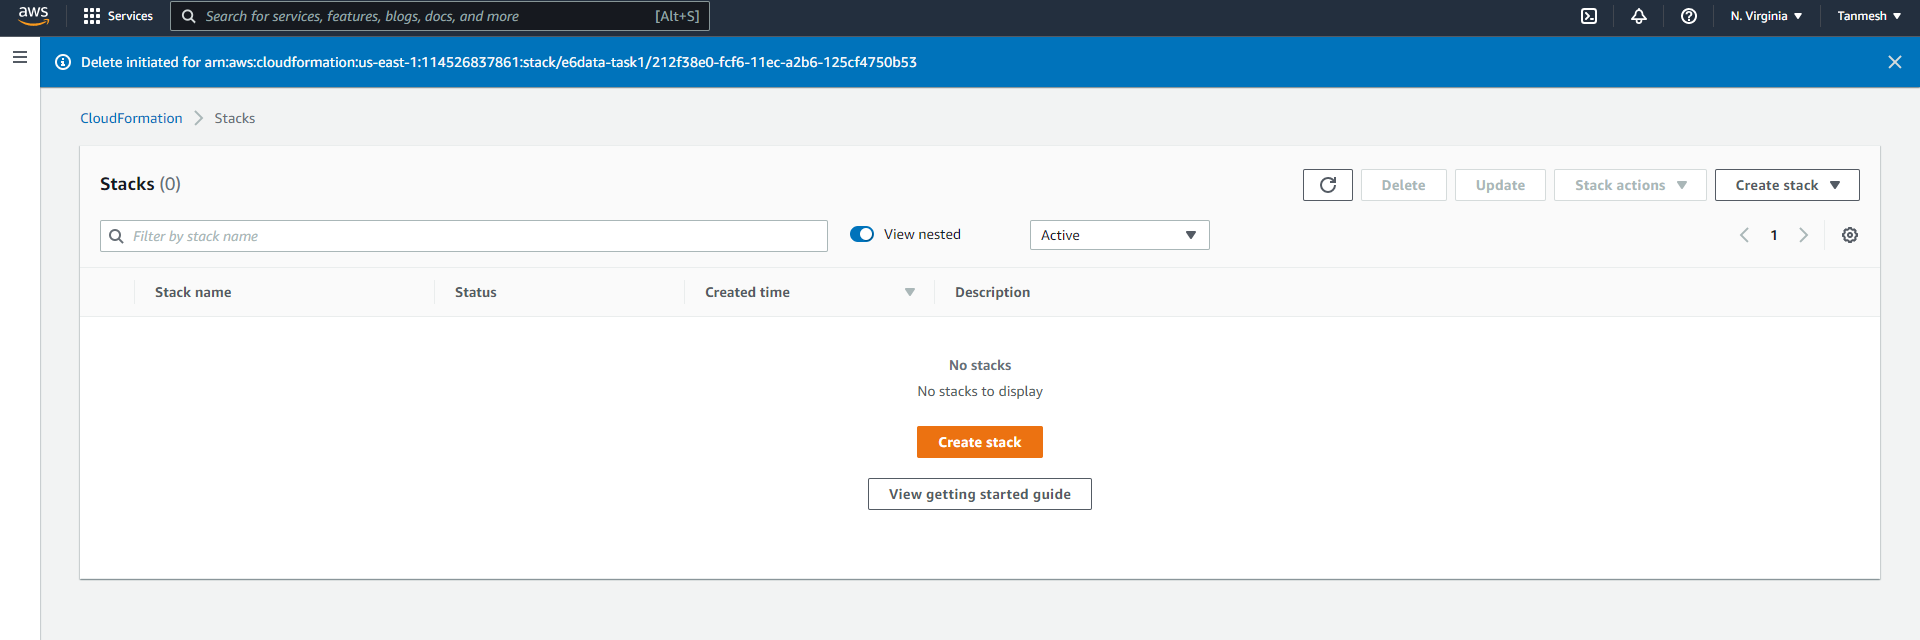 aws Services Search for services, features, blogs, docs, and more [Alt+S] N. Virginia Tanmesh
Delete initiated for arn:aws:cloudformation:us-east-1:114526837861:stack/e6data-task1/212f38e0-fcf6-11ec-a2b6-125cf4750b53
CloudFormation Stacks
Stacks (0) Delete Update Stack actions Create stack
Filter by stack name View nested Active 1
Stack name Status Created time Description
No stacks
No stacks to display
Create stack
View getting started guide